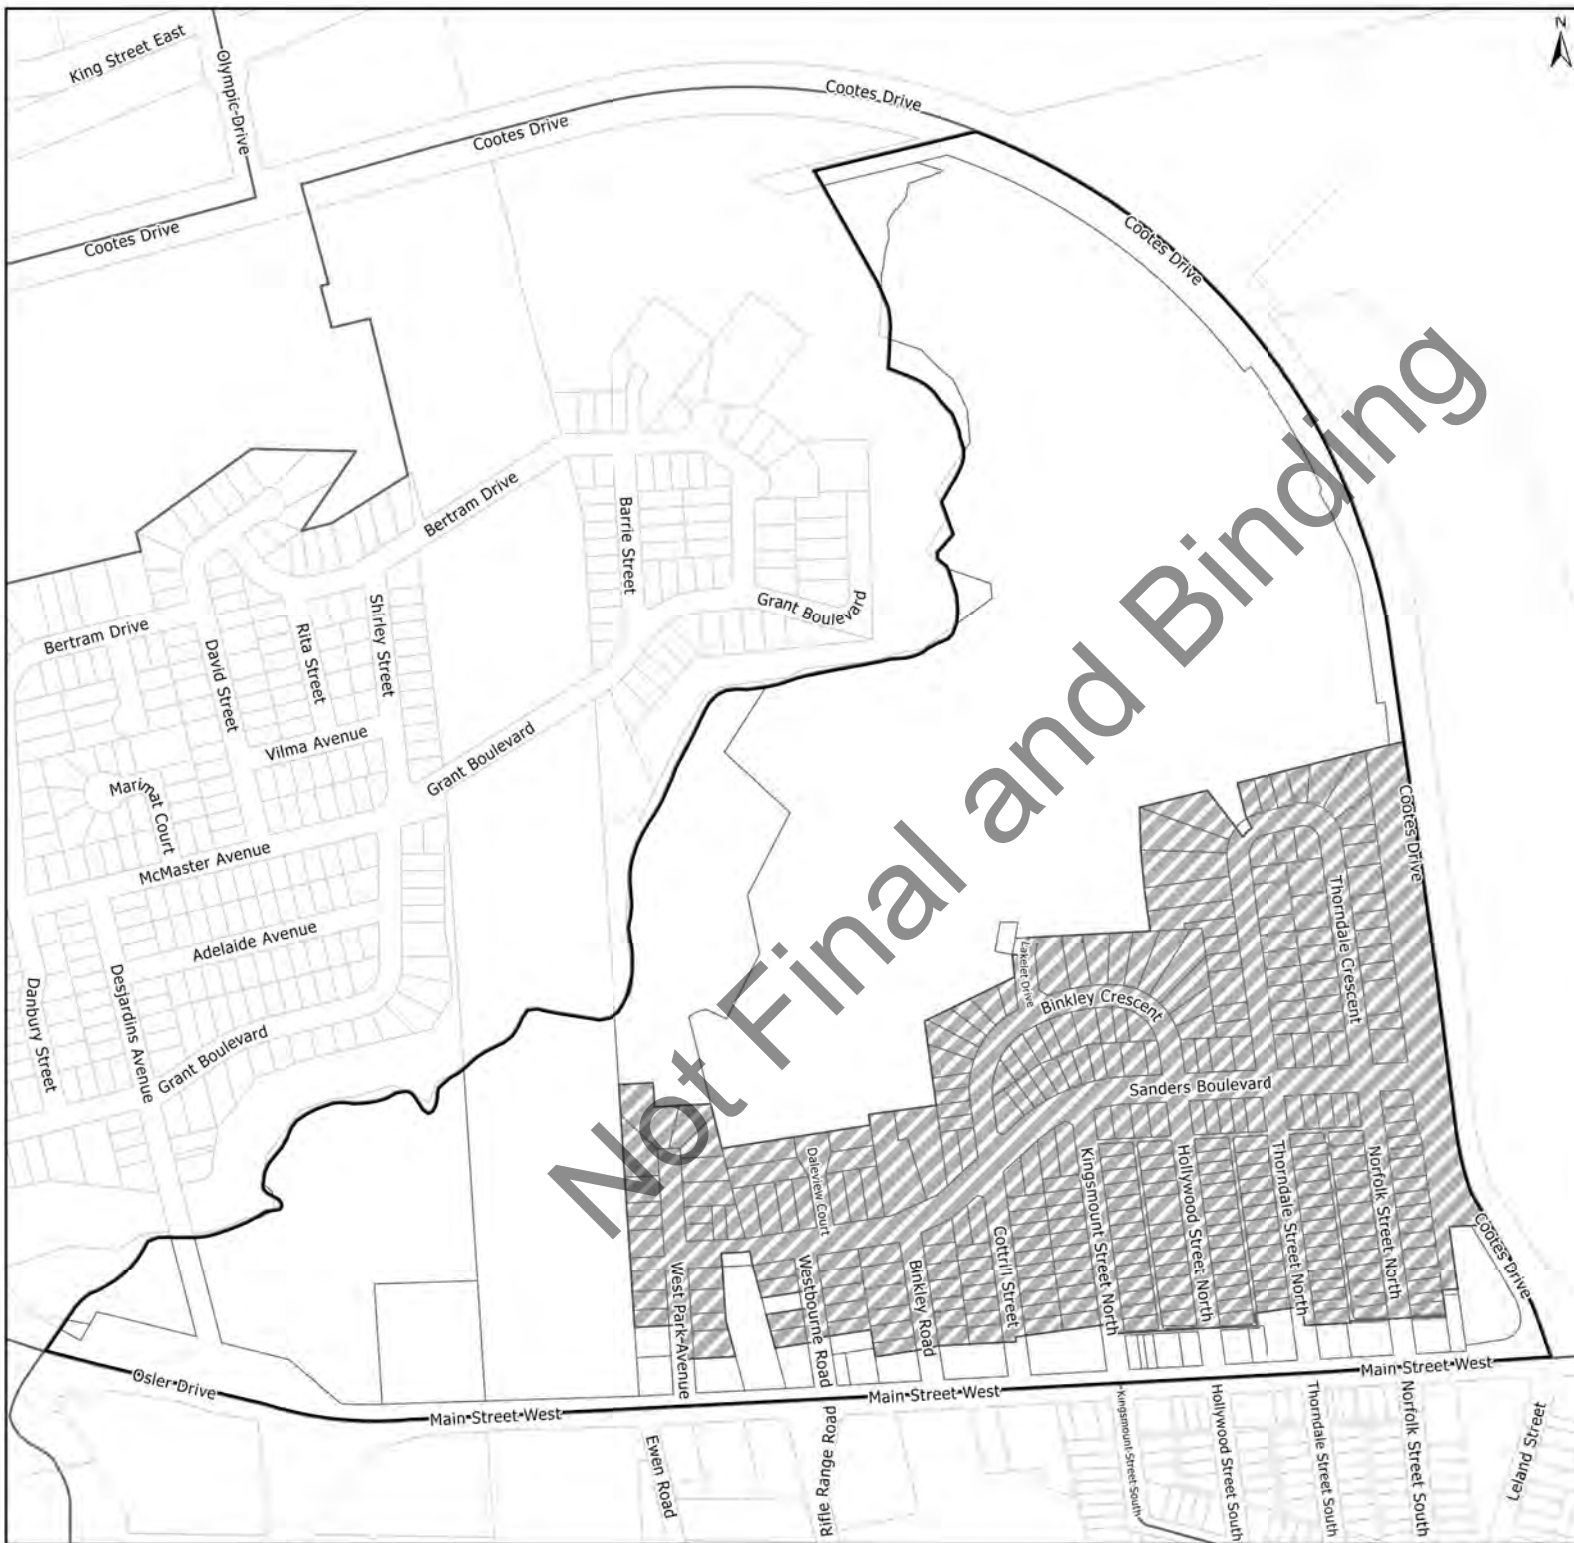 N
King Street East
Olympic Drive
Cootes Drive
Cootes Drive
Cootes Drive
Cootes Drive
Bertram Drive
Barrie Street
Grant Boulevard
Shirley Street
Bertram Drive
Rita Street
David Street
Vilma Avenue
Grant Boulevard
Marimat Court
McMaster Avenue
Cootes Drive
Thorndale Crescent
Adelaide Avenue
Lakelet Drive
Binkley Crescent
Desjardins Avenue
Danbury Street
Grant Boulevard
Sanders Boulevard
Not Final and Binding
Daleview Court
Kingsmount Street North
Hollywood Street North
Thorndale Street North
Norfolk Street North
Cottrill Street
Cootes Drive
West Park Avenue
Westbourne Road
Binkley Road
Osler Drive
Main Street West
Main Street West
Main Street West
Ewen Road
Rifle Range Road
Kingsmount Street South
Hollywood Street South
Thorndale Street South
Norfolk Street South
Leland Street